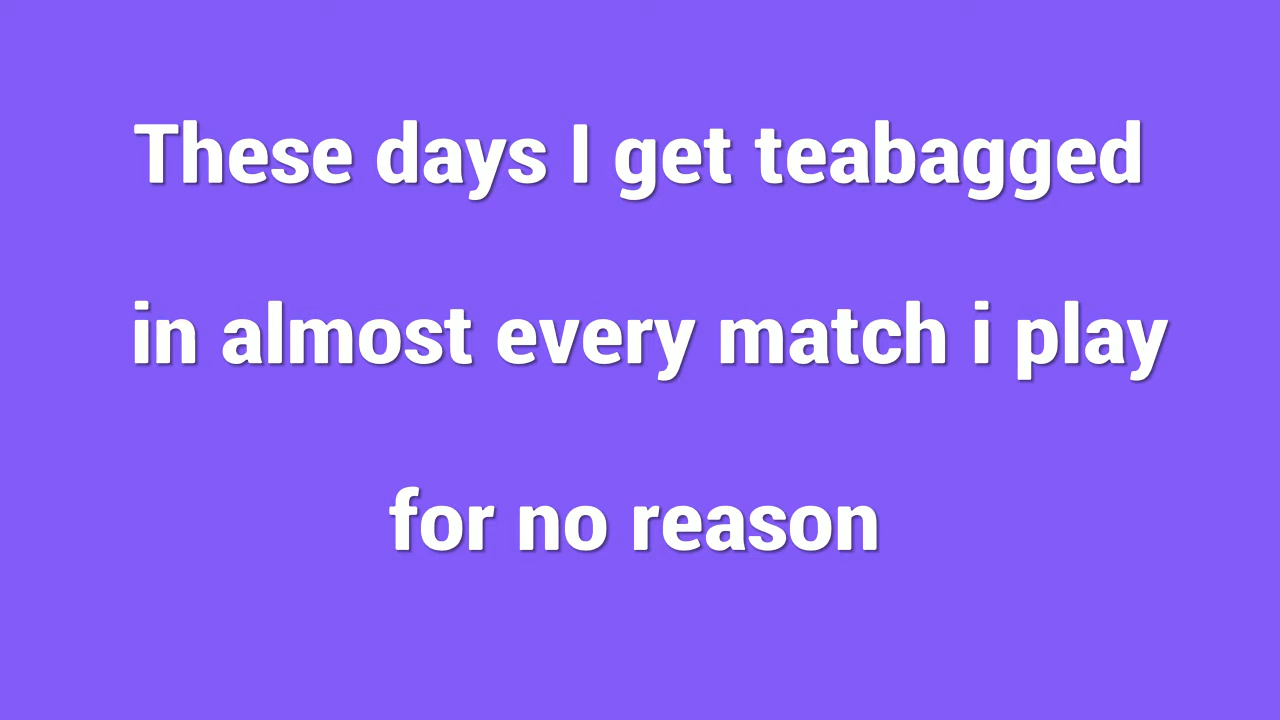 These days I get teabagged
in almost every match i play
for no reason